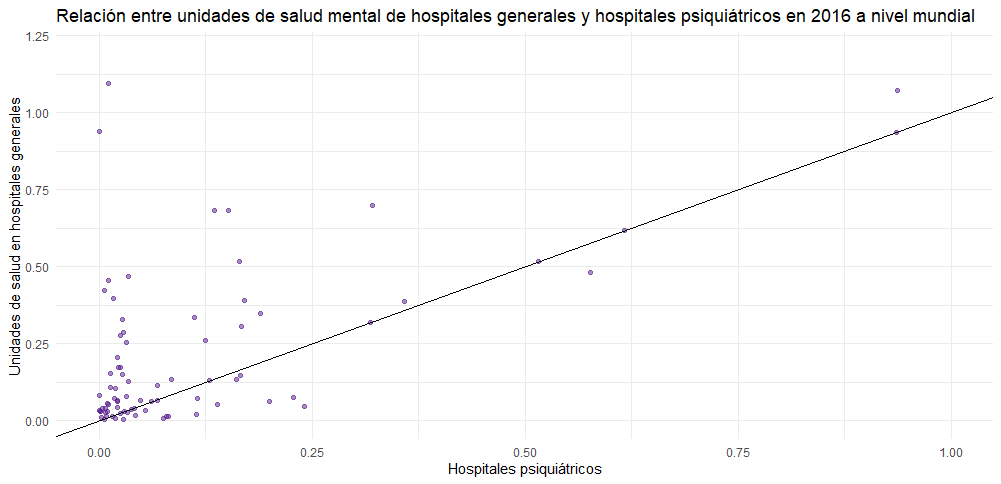 Relación entre unidades de salud mental de hospitales generales y hospitales psiquiátricos en 2016 a nivel mundial
Unidades de salud en hospitales generales
1.25
1.00
0.75
0.50
0.25
0.00
0.00 0.25 0.50 0.75 1.00
Hospitales psiquiátricos